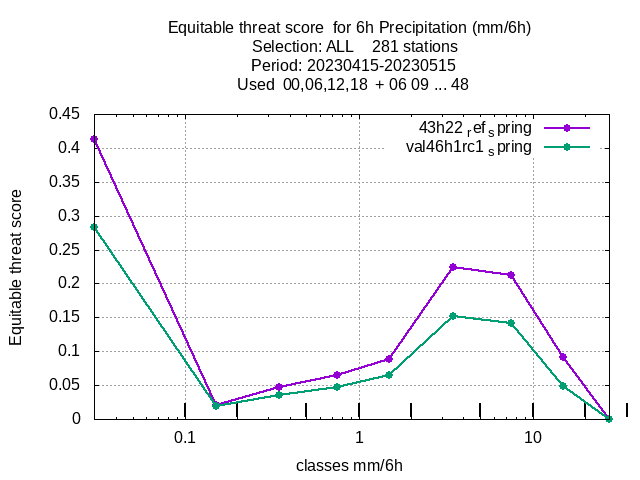 Equitable threat score  for 6h Precipitation (mm/6h)
Selection: ALL    281 stations
Period: 20230415-20230515
Used  00,06,12,18  + 06 09 ... 48
43h22 ref spring
val46h1rc1 spring
0.45
0.4
0.35
0.3
0.25
0.2
0.15
0.1
0.05
0
Equitable threat score
0.1
1
10
classes mm/6h